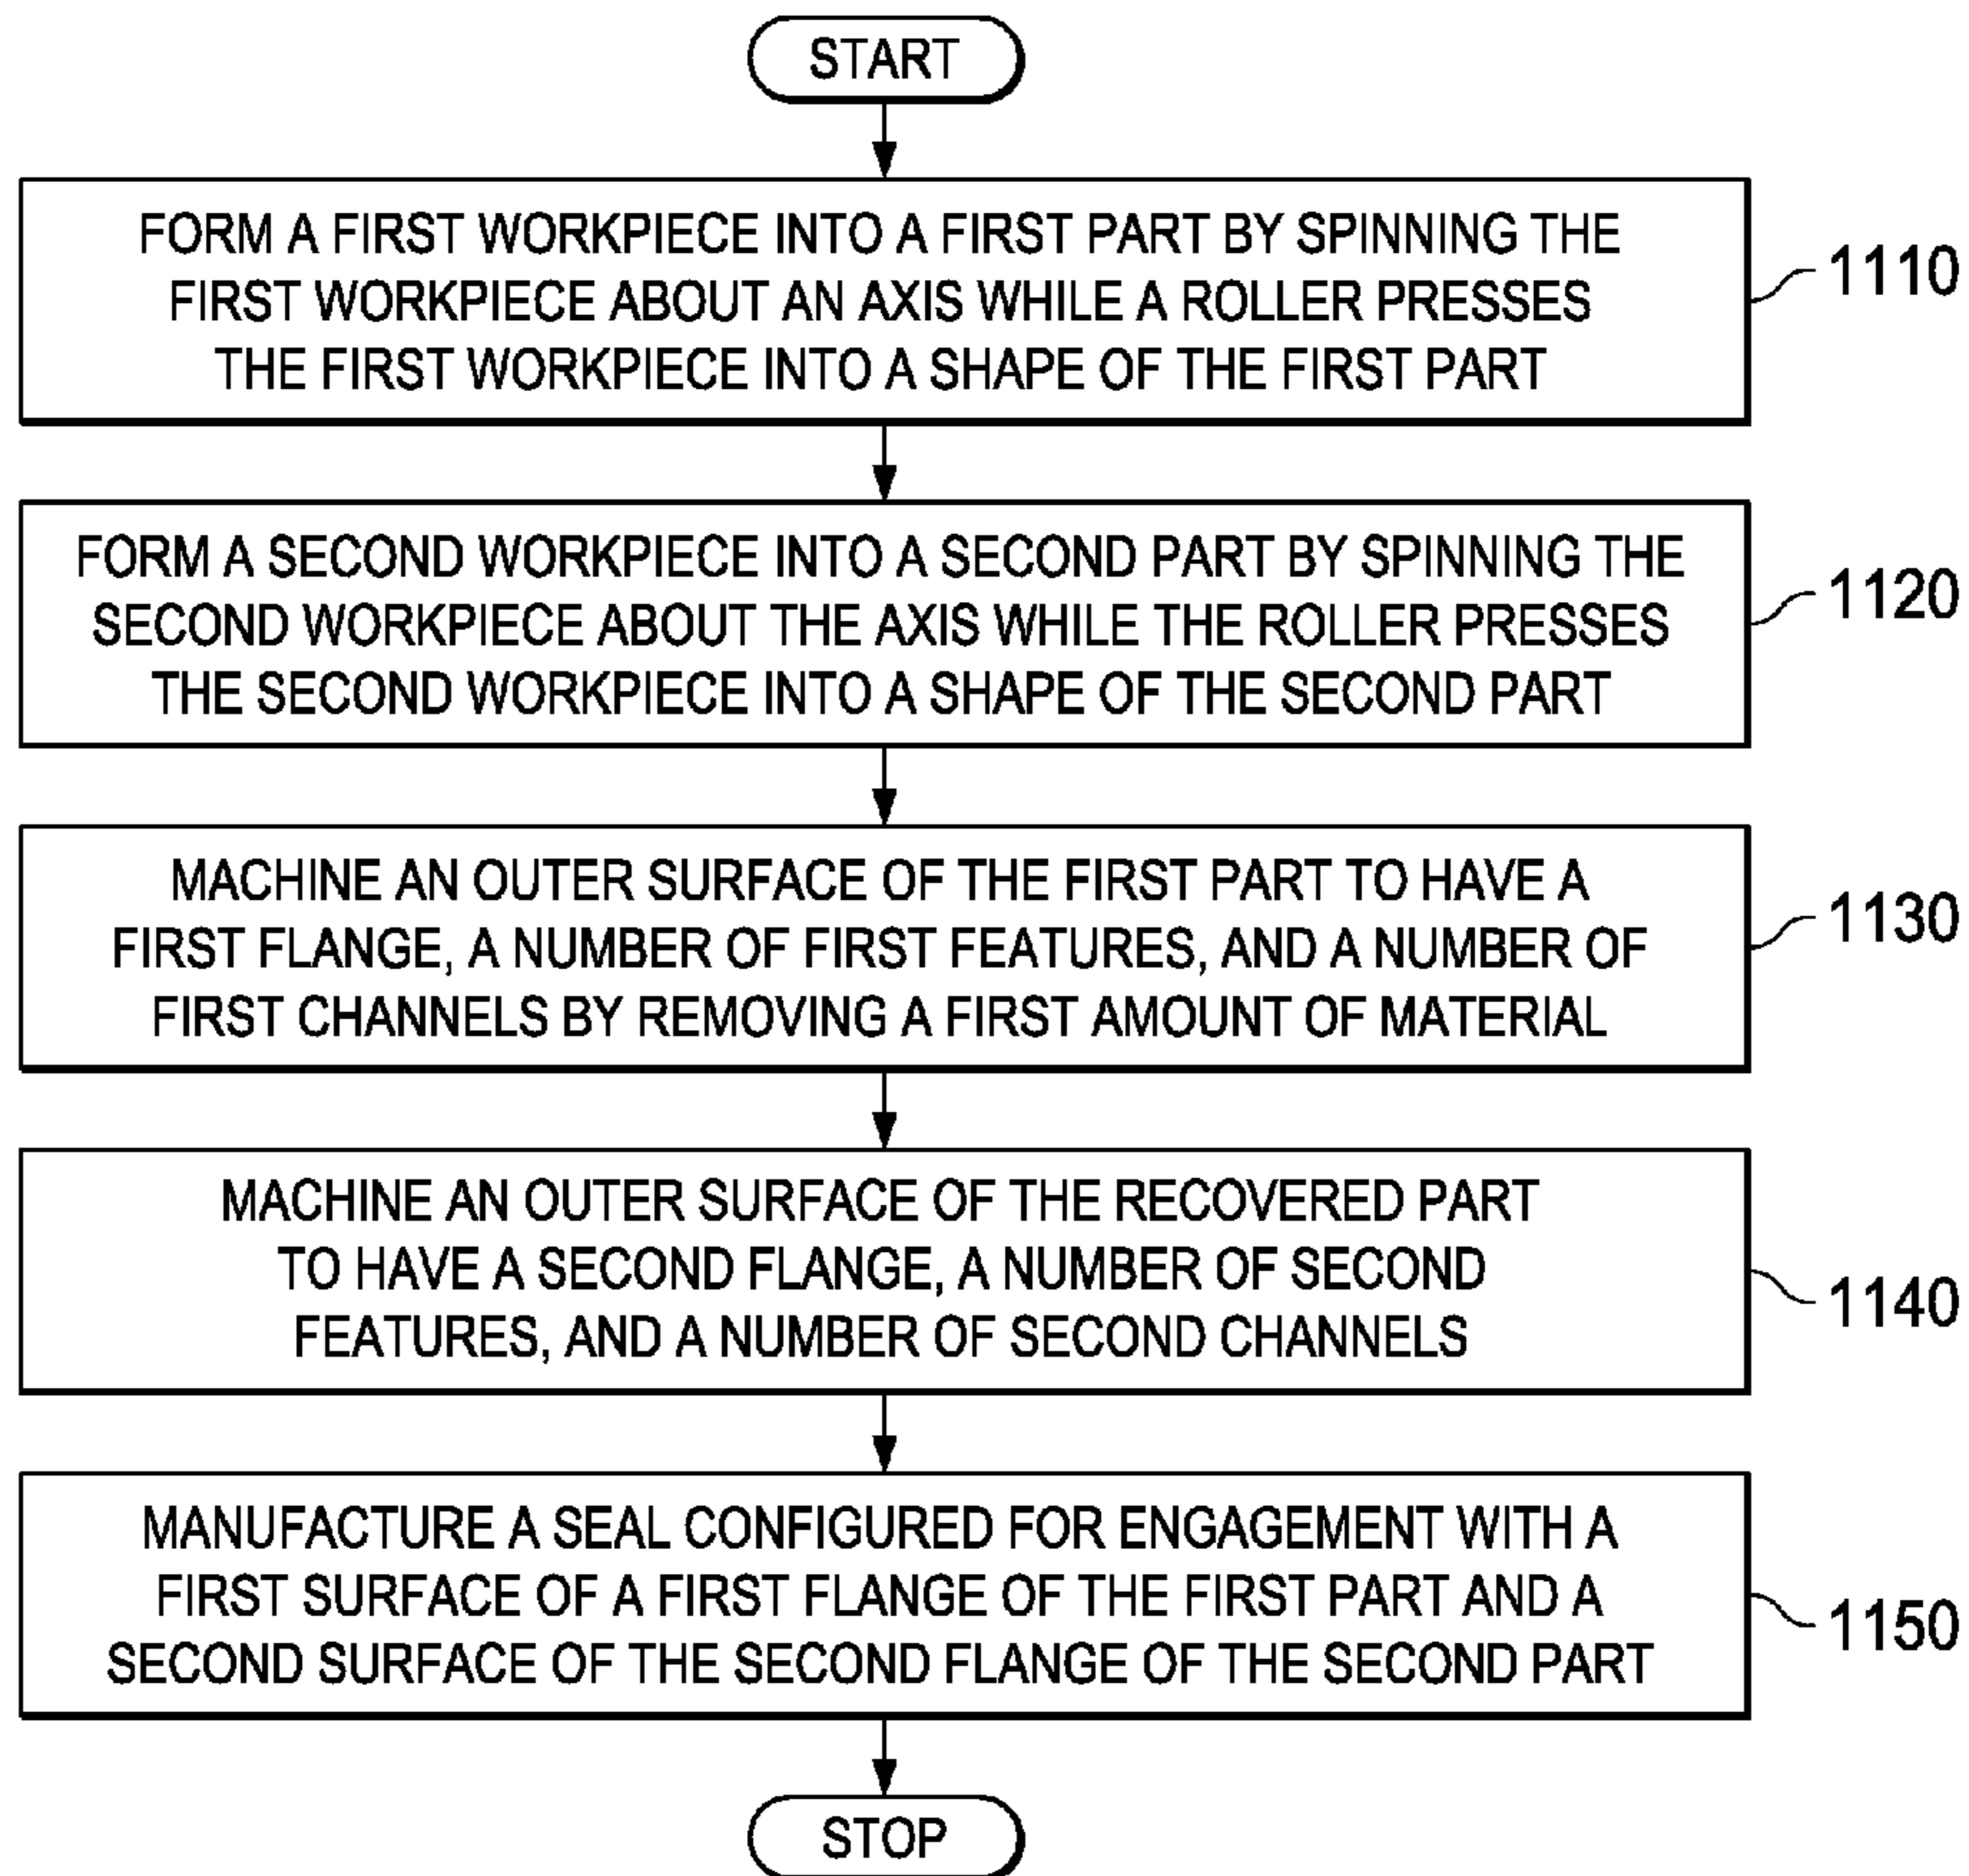 START
FORM A FIRST WORKPIECE INTO A FIRST PART BY SPINNING THE
FIRST WORKPIECE ABOUT AN AXIS WHILE A ROLLER PRESSES
THE FIRST WORKPIECE INTO A SHAPE OF THE FIRST PART
1110
FORM A SECOND WORKPIECE INTO A SECOND PART BY SPINNING THE
SECOND WORKPIECE ABOUT THE AXIS WHILE THE ROLLER PRESSES
THE SECOND WORKPIECE INTO A SHAPE OF THE SECOND PART
1120
MACHINE AN OUTER SURFACE OF THE FIRST PART TO HAVE A
FIRST FLANGE, A NUMBER OF FIRST FEATURES, AND A NUMBER OF
FIRST CHANNELS BY REMOVING A FIRST AMOUNT OF MATERIAL
1130
MACHINE AN OUTER SURFACE OF THE RECOVERED PART
TO HAVE A SECOND FLANGE, A NUMBER OF SECOND
FEATURES, AND A NUMBER OF SECOND CHANNELS
1140
MANUFACTURE A SEAL CONFIGURED FOR ENGAGEMENT WITH A
FIRST SURFACE OF A FIRST FLANGE OF THE FIRST PART AND A
SECOND SURFACE OF THE SECOND FLANGE OF THE SECOND PART
1150
STOP